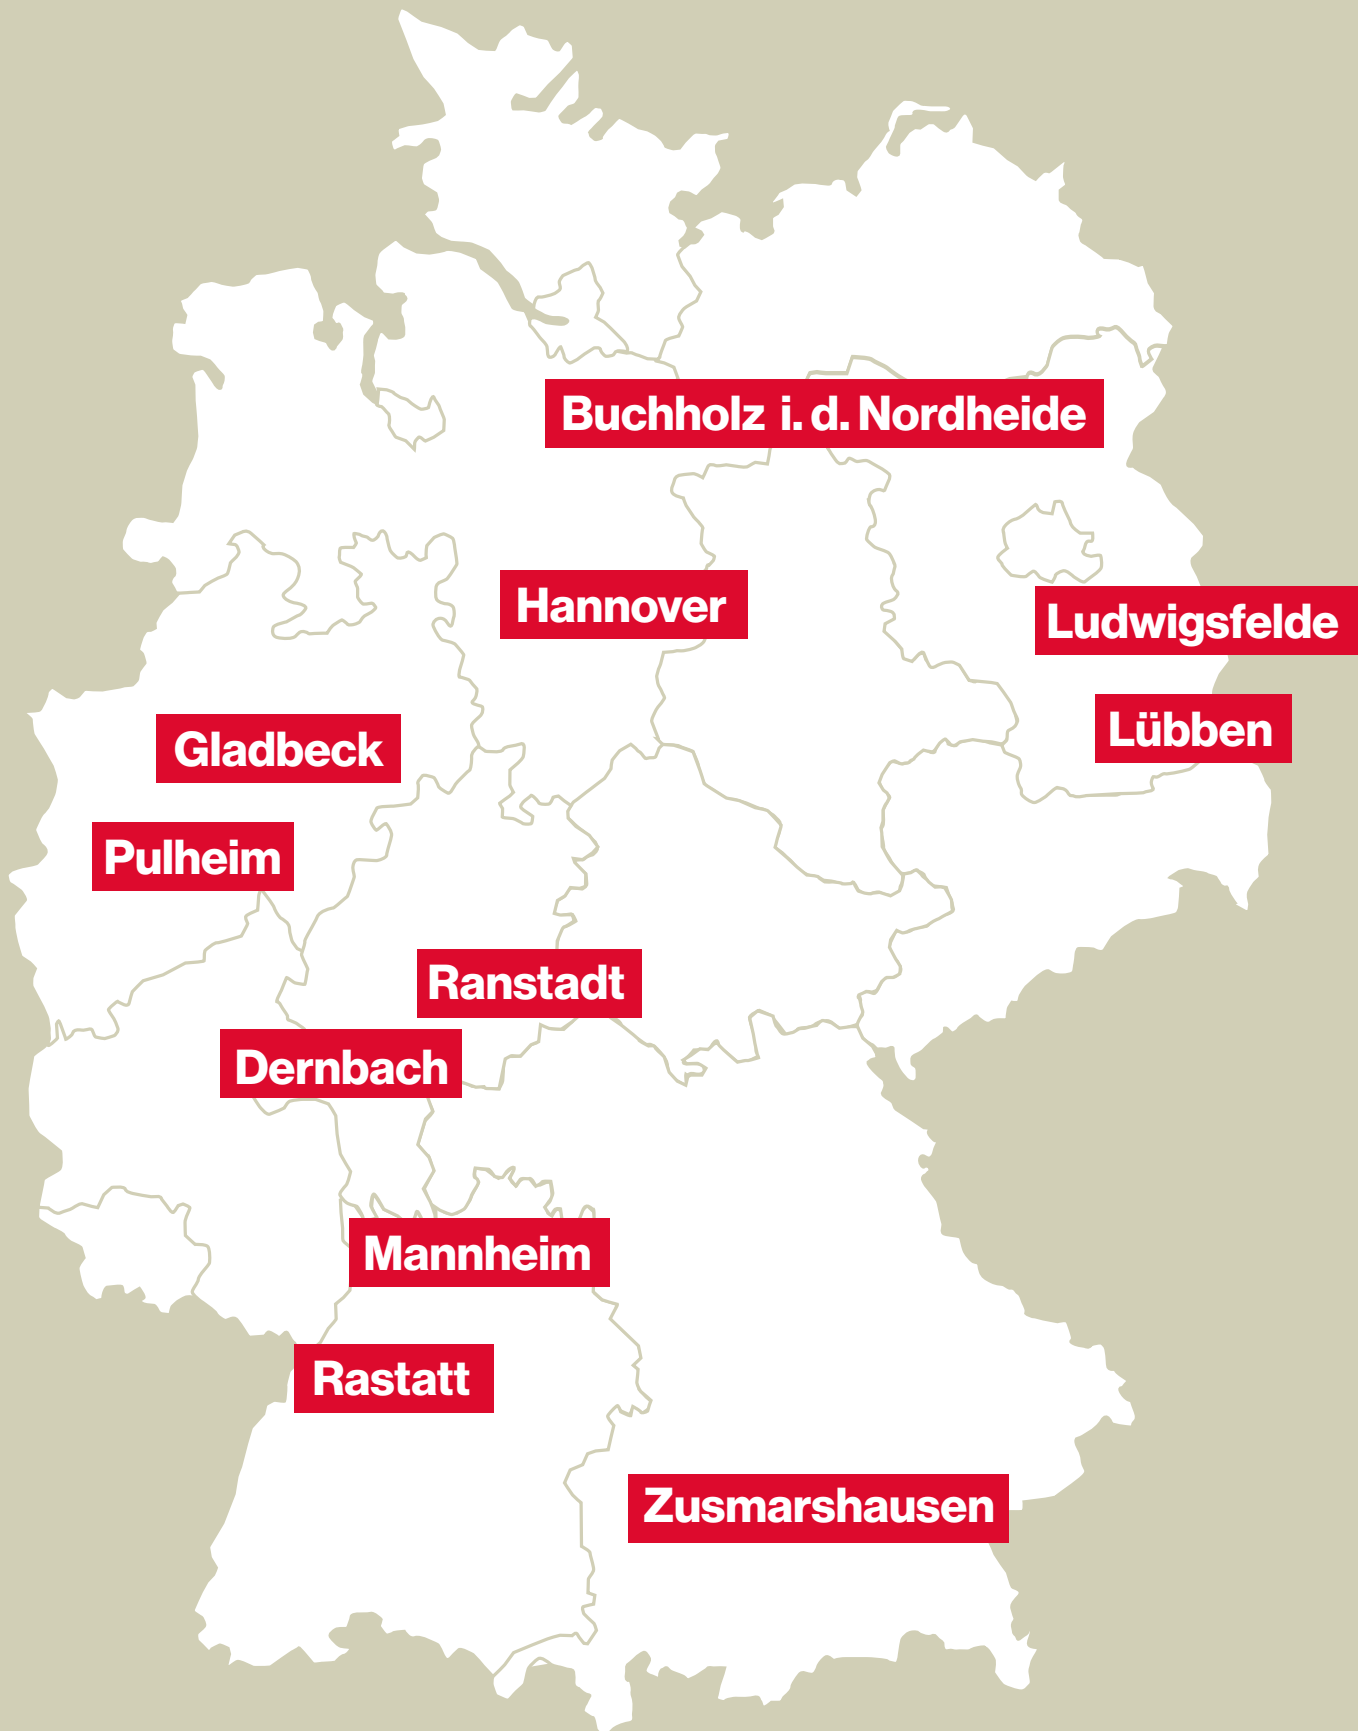 Buchholz i. d. Nordheide
Hannover
Ludwigsfelde
Lübben
Gladbeck
Pulheim
Ranstadt
Dernbach
Mannheim
Rastatt
Zusmarshausen